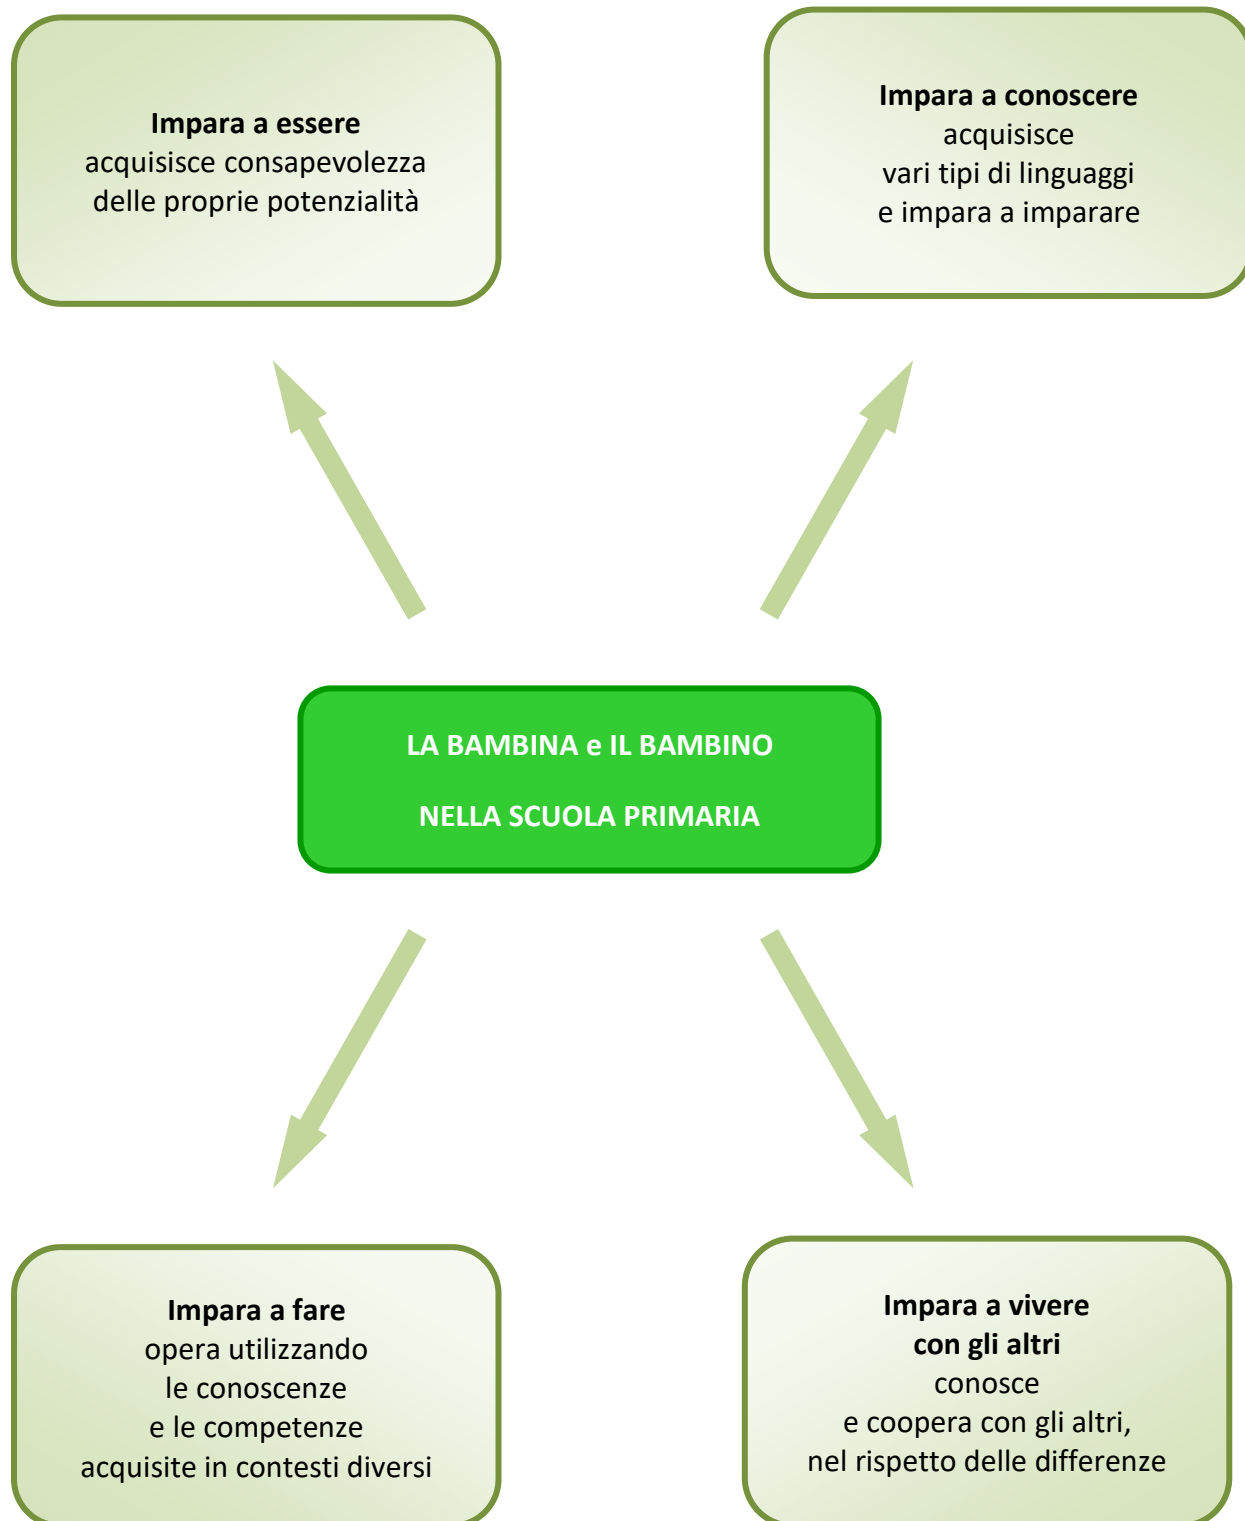 Impara a essere
acquisisce consapevolezza
delle proprie potenzialità
Impara a conoscere
acquisisce
vari tipi di linguaggi
e impara a imparare
LA BAMBINA e IL BAMBINO
NELLA SCUOLA PRIMARIA
Impara a fare
opera utilizzando
le conoscenze
e le competenze
acquisite in contesti diversi
Impara a vivere
con gli altri
conosce
e coopera con gli altri,
nel rispetto delle differenze